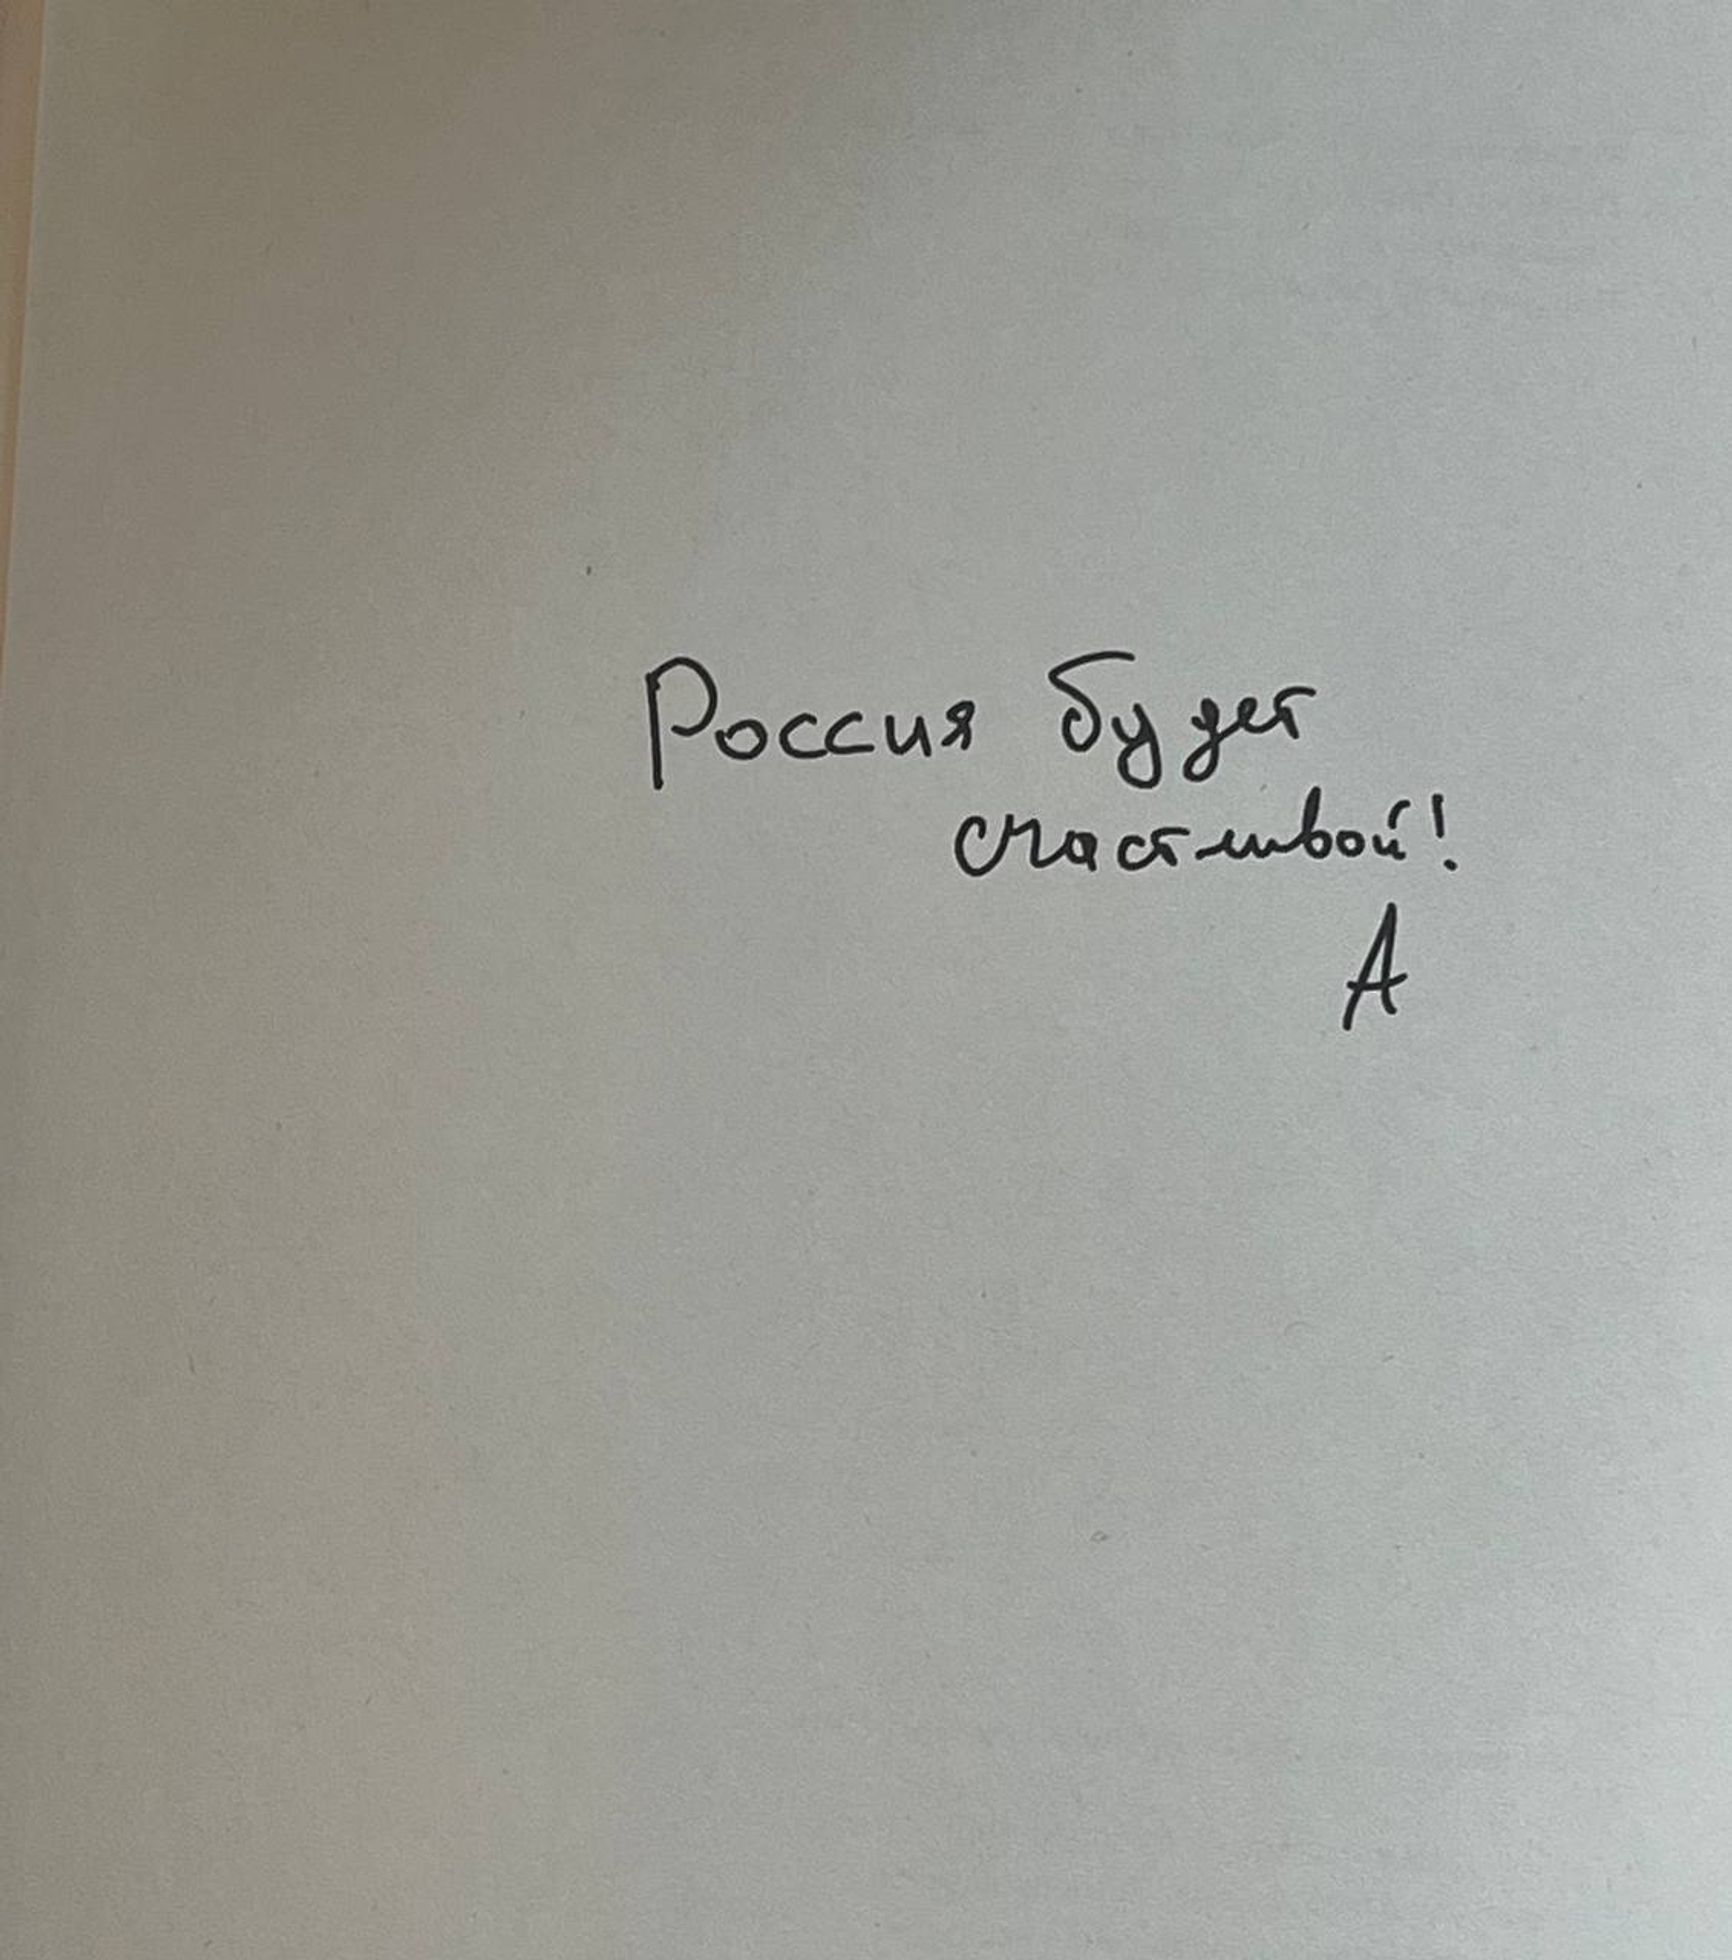 Россия будет
счастливой!
А